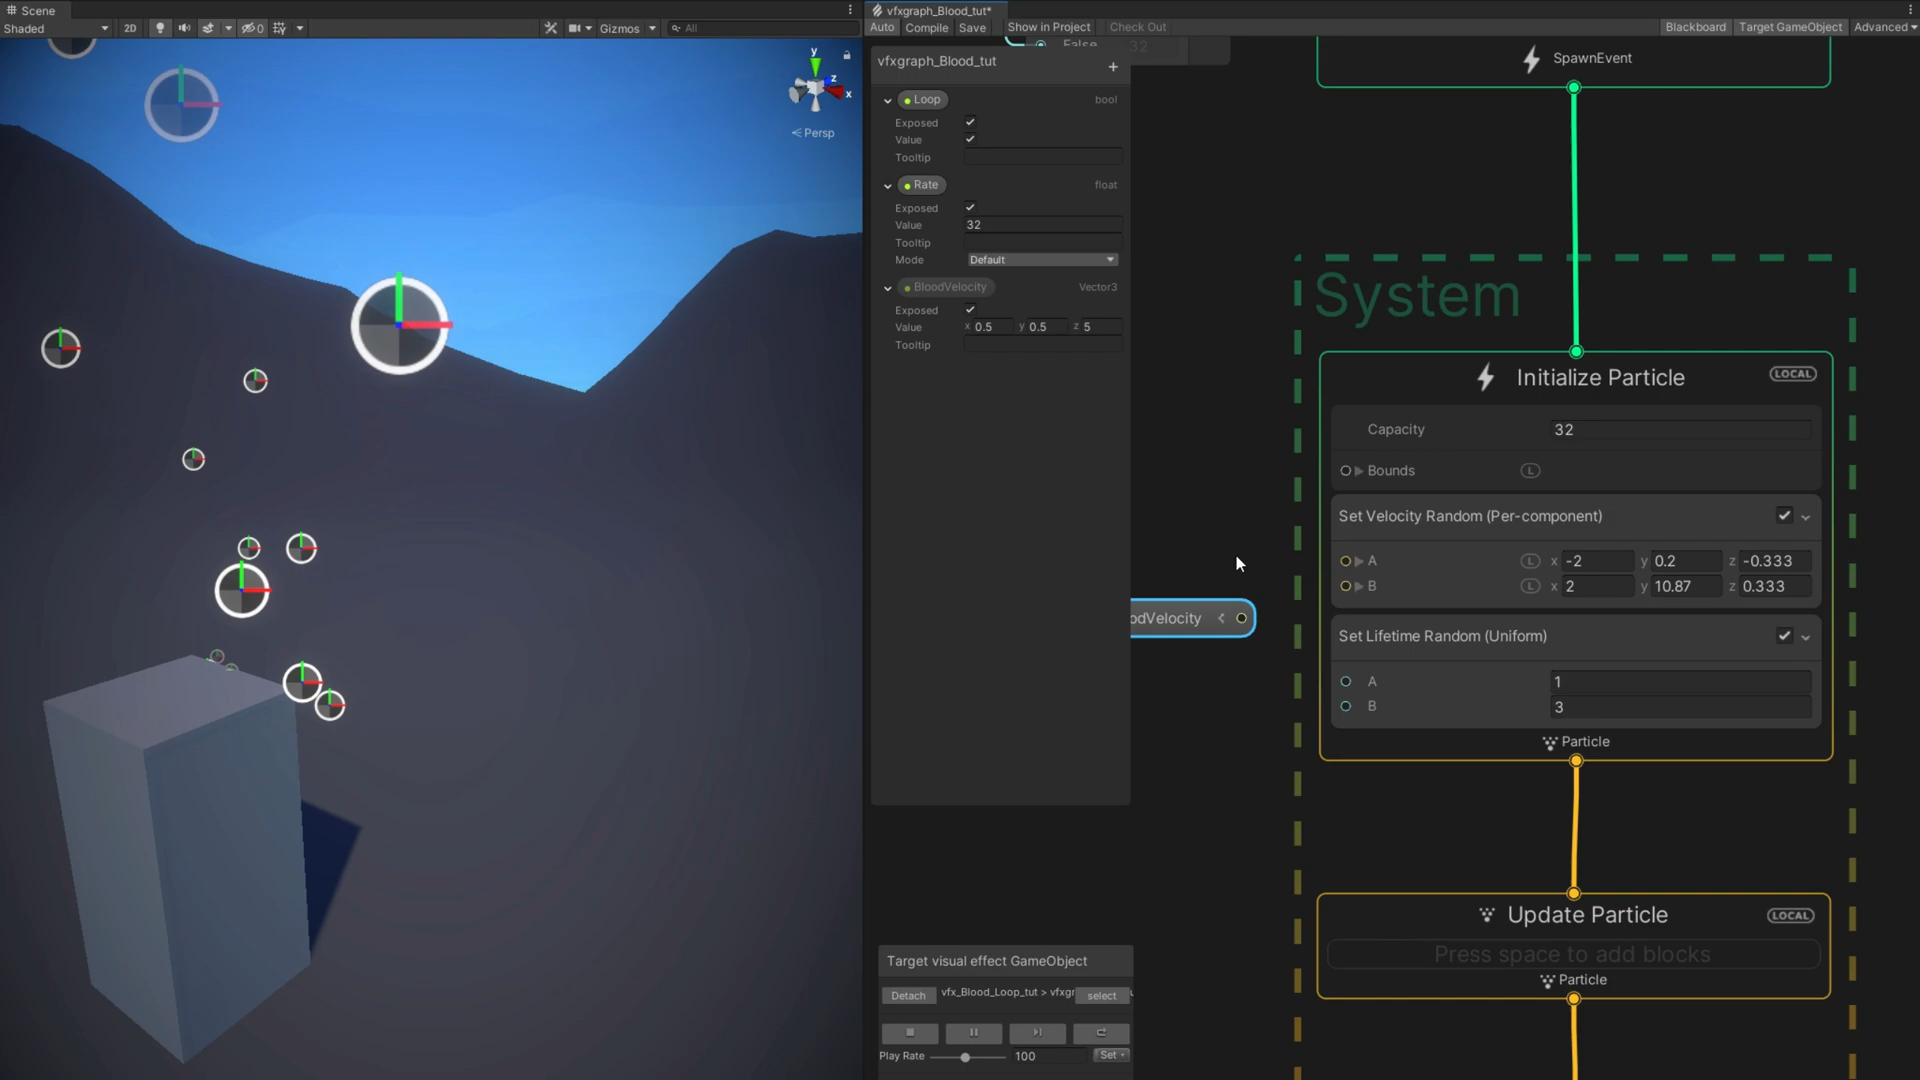 Scene
Shaded
2D
0
Gizmos
All
y
z
x
Persp
vfxgraph_Blood_tut*
Auto
Compile
Save
Show in Project
Check Out
Blackboard
Target GameObject
Advanced
False
32
vfxgraph_Blood_tut
+
Loop
bool
Exposed
Value
Tooltip
Rate
float
Exposed
Value
32
Tooltip
Mode
Default
BloodVelocity
Vector3
Exposed
Value
x 0.5 y 0.5 z 5
Tooltip
odVelocity
Target visual effect GameObject
Detach
vfx_Blood_Loop_tut > vfxgr
select
Play Rate
100
Set
SpawnEvent
System
Initialize Particle
LOCAL
Capacity
32
Bounds
L
Set Velocity Random (Per-component)
A
L
x -2 y 0.2 z -0.333
B
L
x 2 y 10.87 z 0.333
Set Lifetime Random (Uniform)
A
1
B
3
Particle
Update Particle
LOCAL
Press space to add blocks
Particle